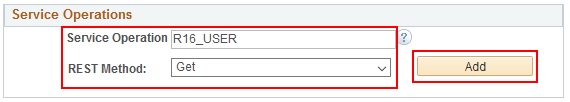 Service Operations
Service Operation R16_USER ?
REST Method: Get Add